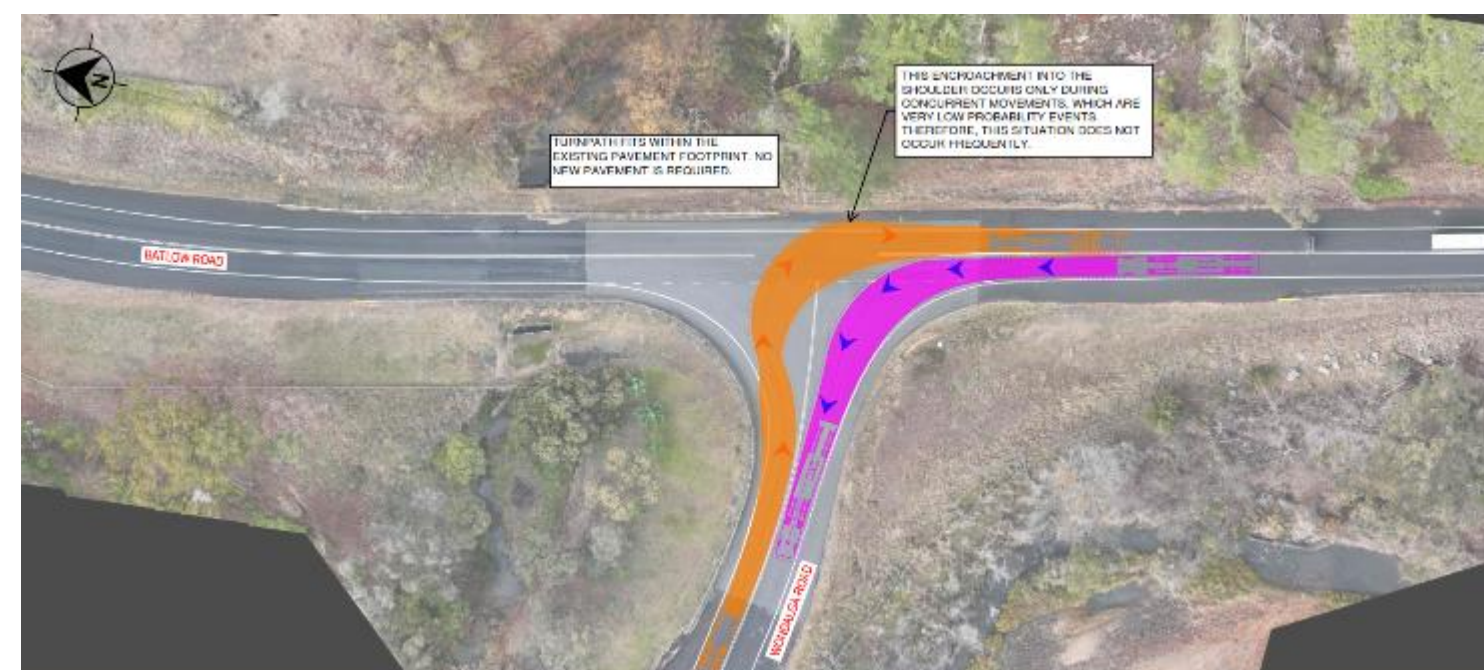 N
THIS ENCROACHMENT INTO THE
SHOULDER OCCURS ONLY DURING
CONCURRENT MOVEMENTS, WHICH ARE
VERY LOW PROBABILITY EVENTS.
THEREFORE, THIS SITUATION DOES NOT
OCCUR FREQUENTLY.
TURNPATH FITS WITHIN THE
EXISTING PAVEMENT FOOTPRINT. NO
NEW PAVEMENT IS REQUIRED.
BATLOW ROAD
WONDALGA ROAD